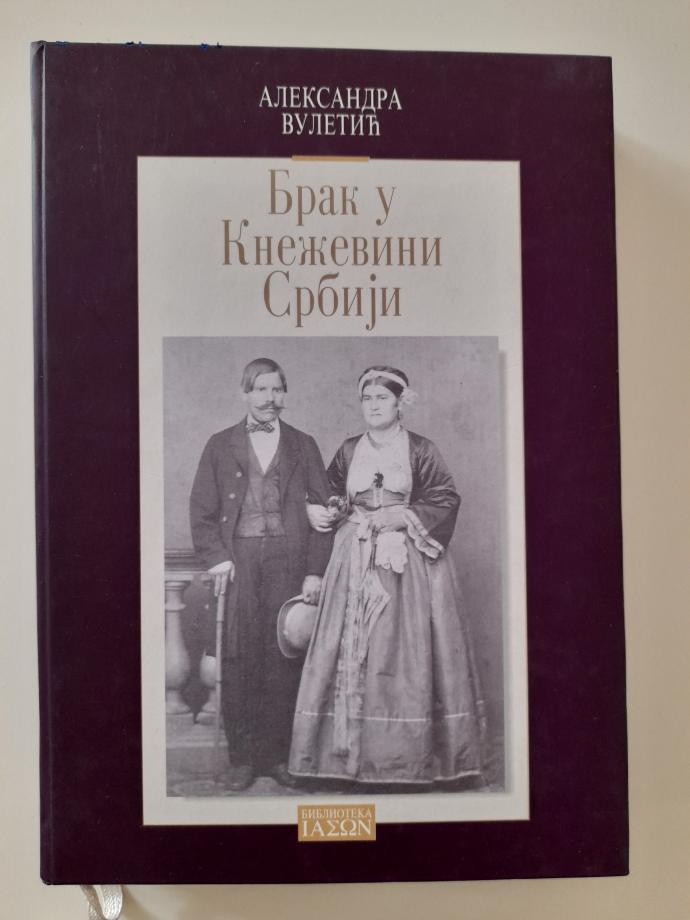 АЛЕКСАНДРА
ВУЛЕТИЋ
Брак у
Кнежевини
Србији
БИБЛИОТЕКА
ΙΑΣΩΝ